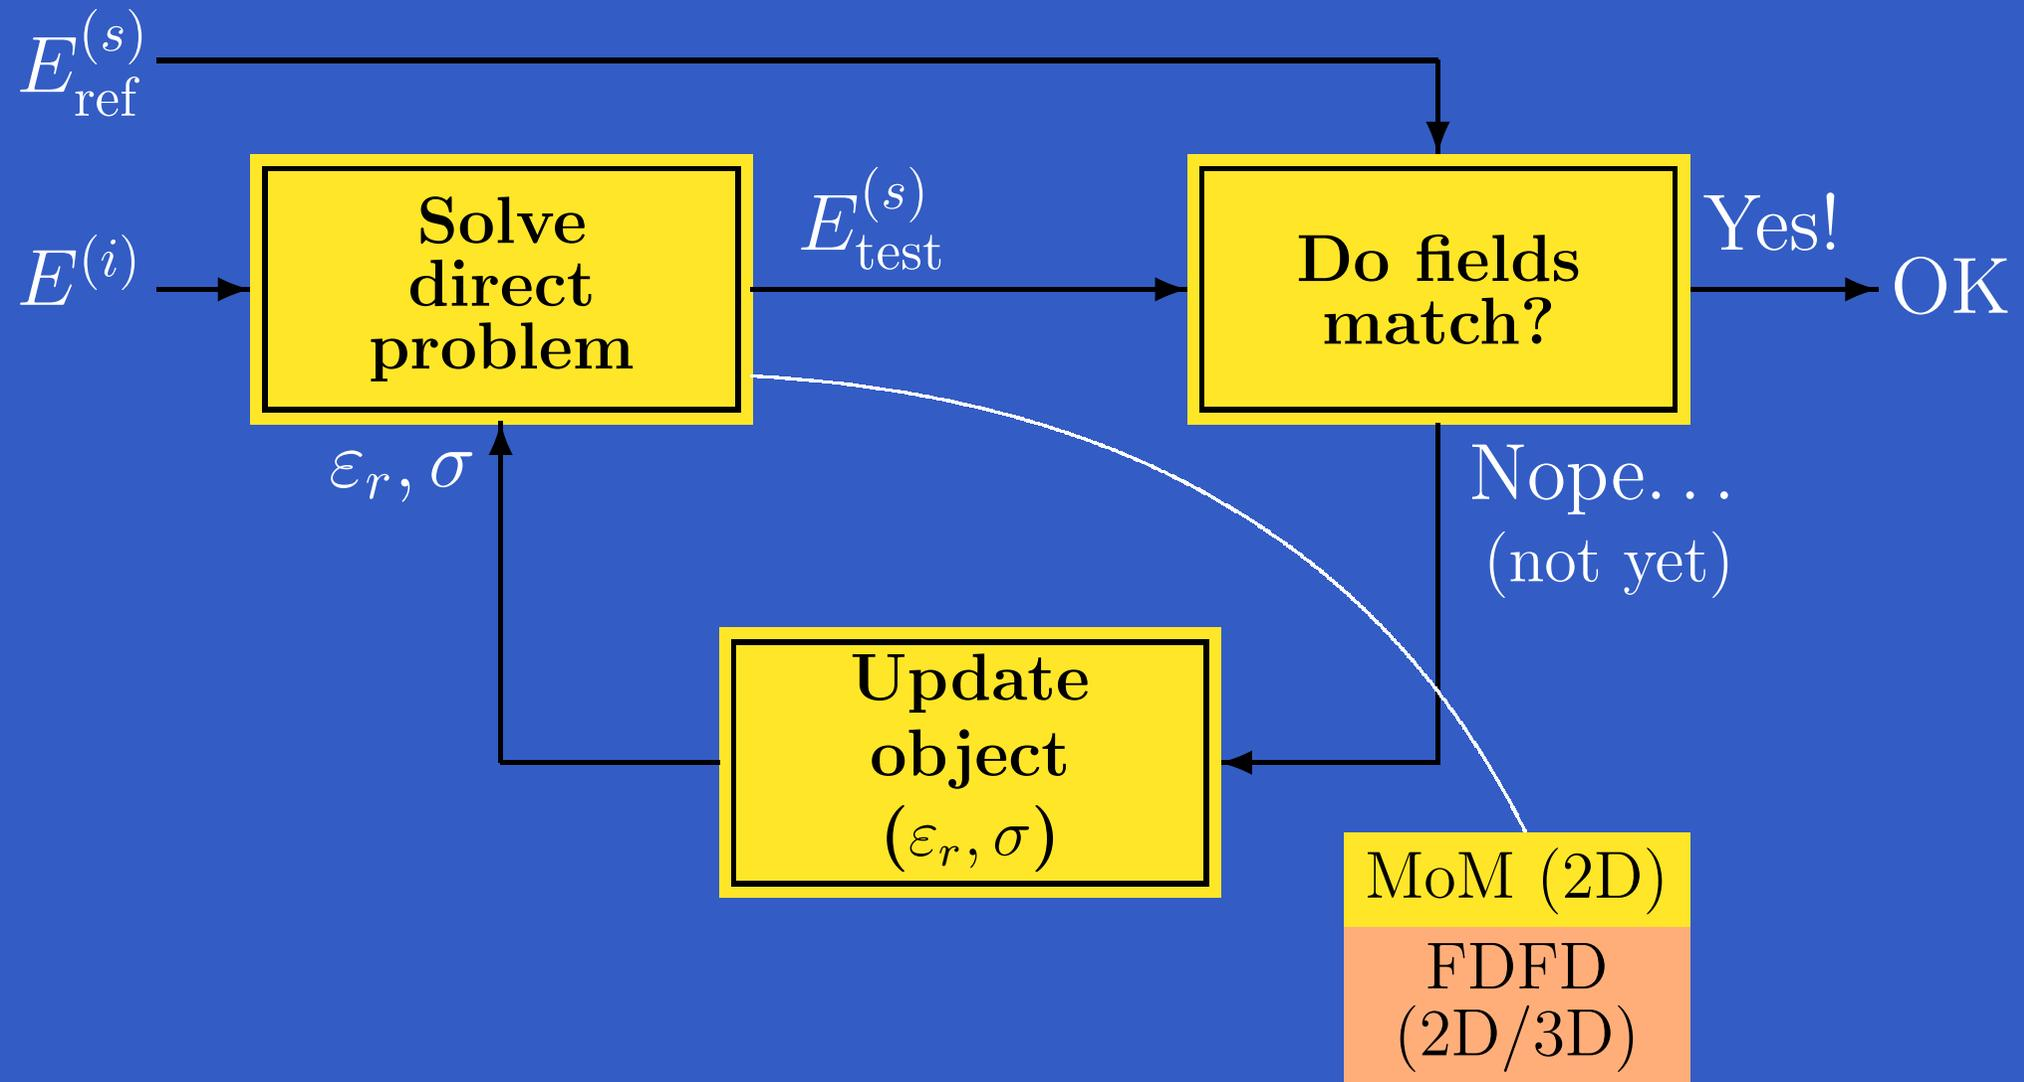 E_ref^(s)
E^(i)
Solve
direct
problem
E_test^(s)
Do fields
match?
Yes!
OK
ε_r, σ
Nope...
(not yet)
Update
object
(ε_r, σ)
MoM (2D)
FDFD
(2D/3D)